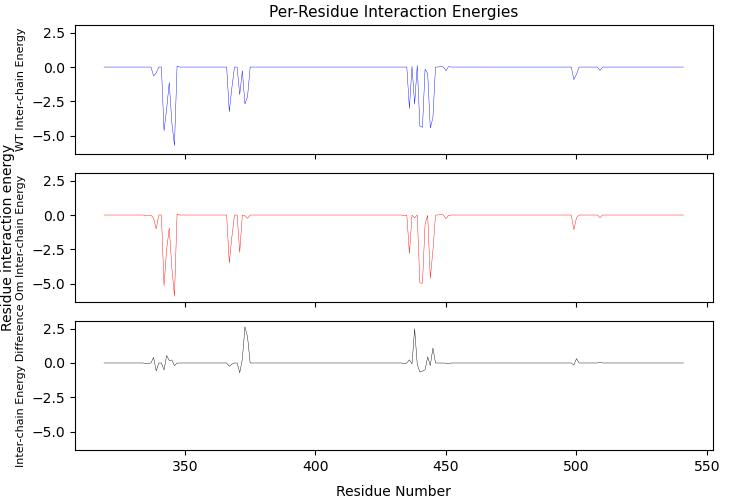 Per-Residue Interaction Energies
WT Inter-chain Energy
2.5
0.0
−2.5
−5.0
Residue interaction energy
Om Inter-chain Energy
2.5
0.0
−2.5
−5.0
Inter-chain Energy Difference
2.5
0.0
−2.5
−5.0
350
400
450
500
550
Residue Number